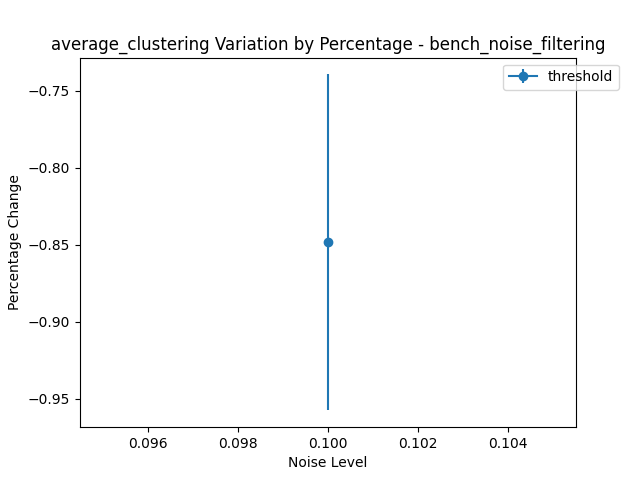 average_clustering Variation by Percentage - bench_noise_filtering
threshold
−0.75
−0.80
−0.85
−0.90
−0.95
Percentage Change
0.096 0.098 0.100 0.102 0.104
Noise Level